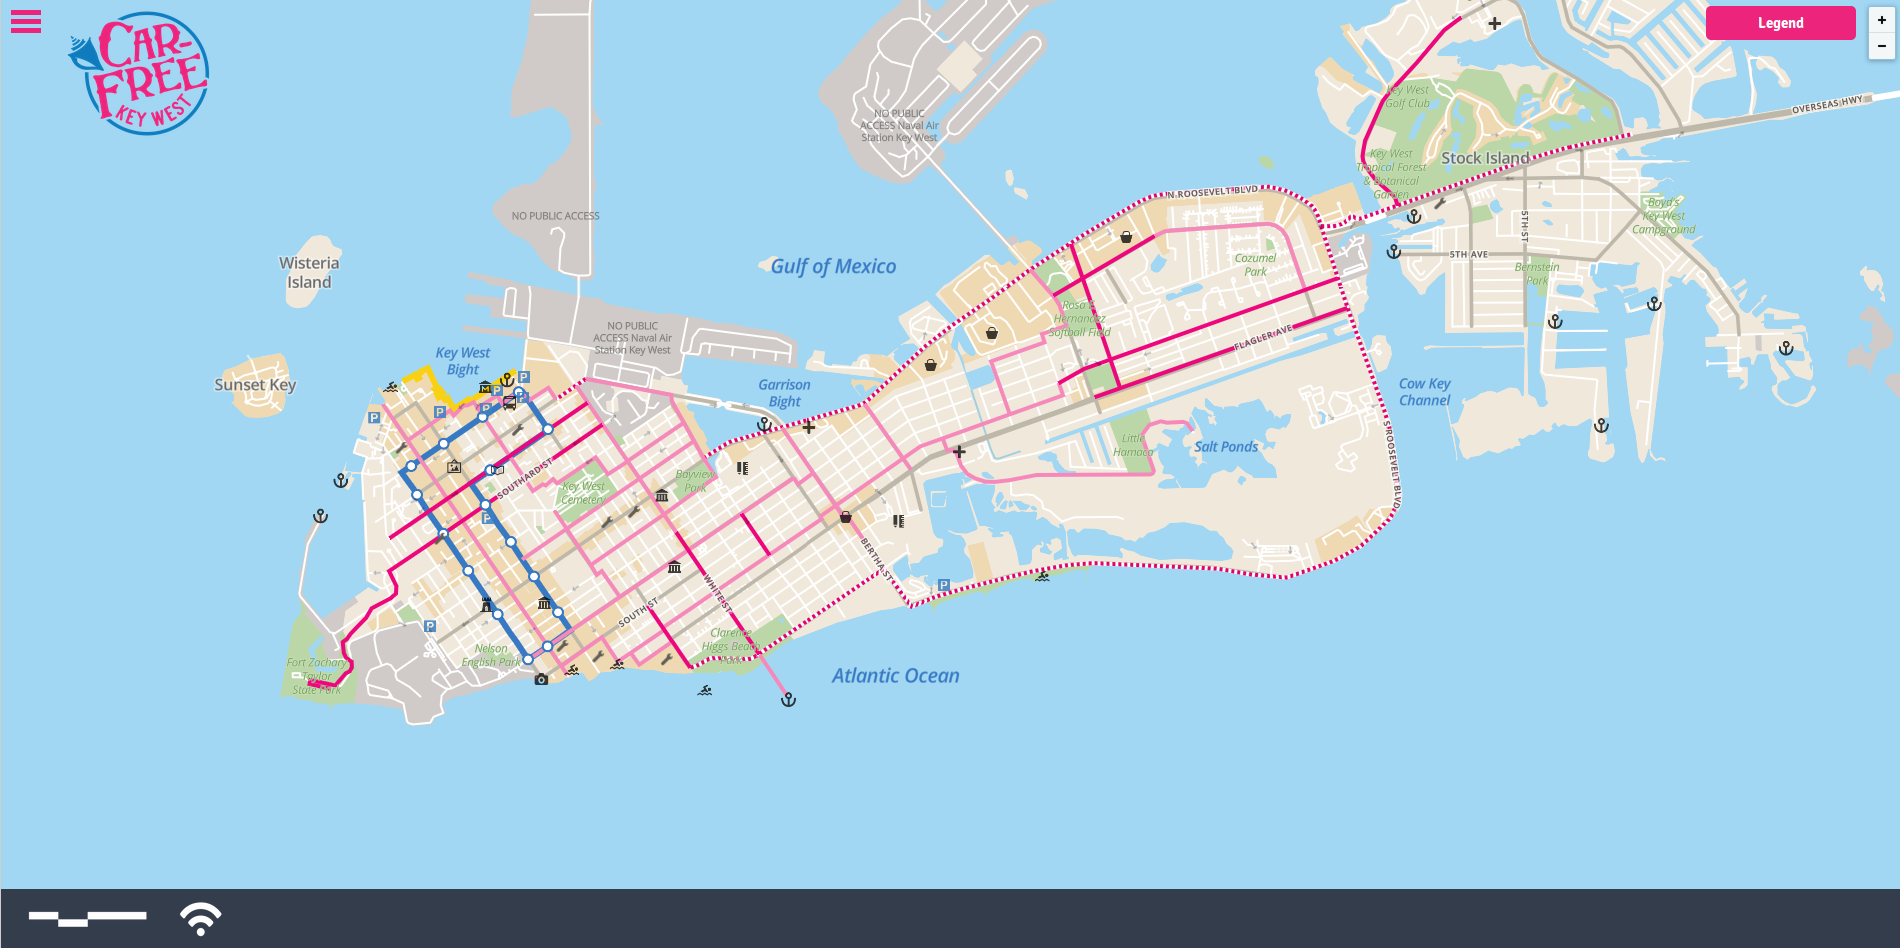 CAR-
FREE
KEY WEST
Legend
+
-
OVERSEAS HWY
Key West
Golf Club
NO PUBLIC
ACCESS Naval Air
Station Key West
Stock Island
Key West
Tropical Forest
& Botanical
Garden
N ROOSEVELT BLVD
NO PUBLIC ACCESS
Boyd's
Key West
Campground
5TH ST
5TH AVE
Wisteria
Island
Gulf of Mexico
Cozumel
Park
Bernstein
Park
NO PUBLIC
ACCESS Naval Air
Station Key West
Rosa E
Hernandez
Softball Field
FLAGLER AVE
Key West
Bight
Sunset Key
Garrison
Bight
Cow Key
Channel
P
P
P
P
P
P
Little
Hamaca
Salt Ponds
S ROOSEVELT BLVD
SOUTHARD ST
Bayview
Park
Key West
Cemetery
P
BERTHA ST
P
WHITE ST
SOUTH ST
P
Clarence
Higgs Beach
Park
Nelson
English Park
Fort Zachary
Taylor
State Park
Atlantic Ocean